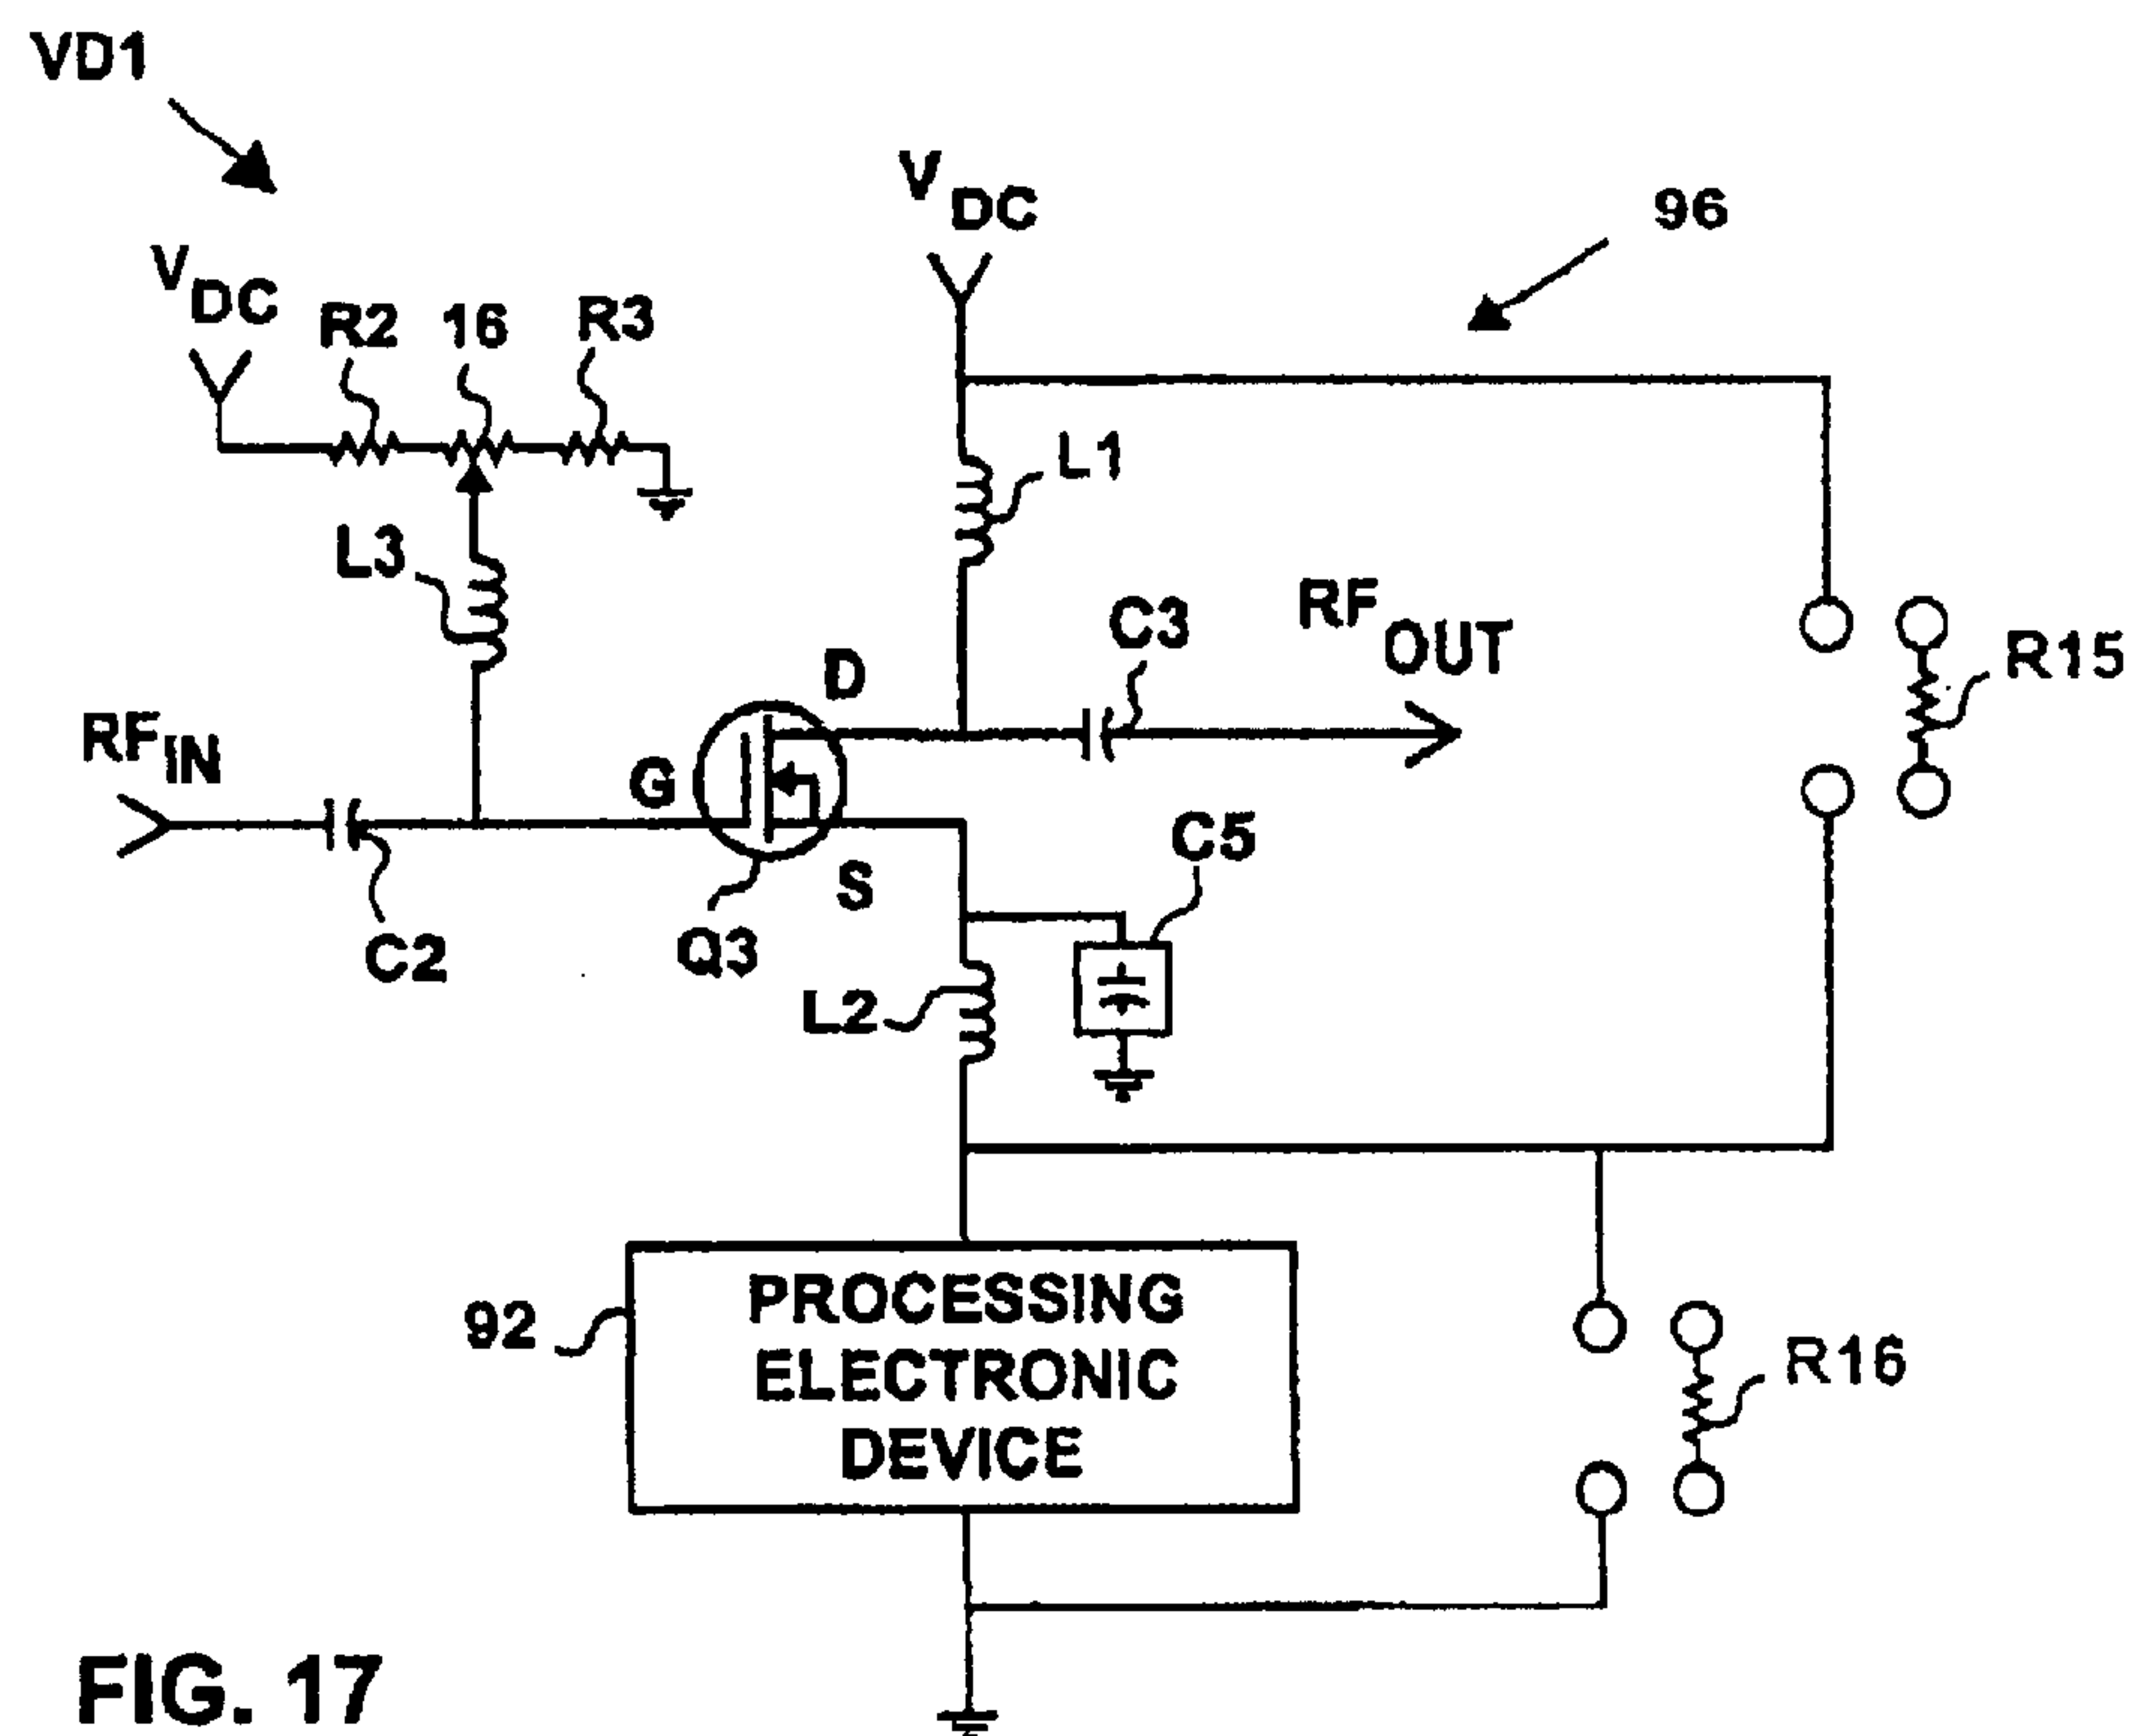 VD1
VDC
96
VDC
R2 16 R3
L1
L3
C3
RFOUT
R15
D
RFIN
G
C5
S
C2
Q3
L2
92
PROCESSING
ELECTRONIC
DEVICE
R16
FIG. 17